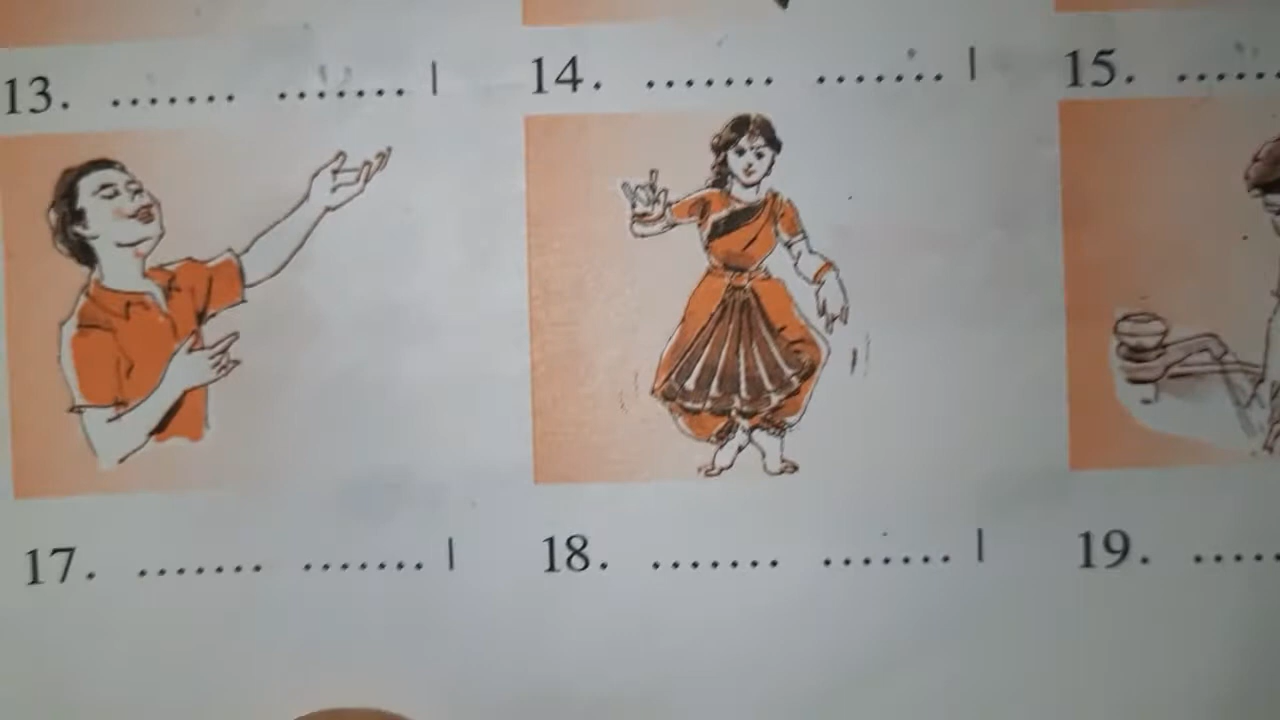 13. ....... ....... |
14. ....... ....... |
15. .....
17. ....... ....... |
18. ....... ....... |
19. .....